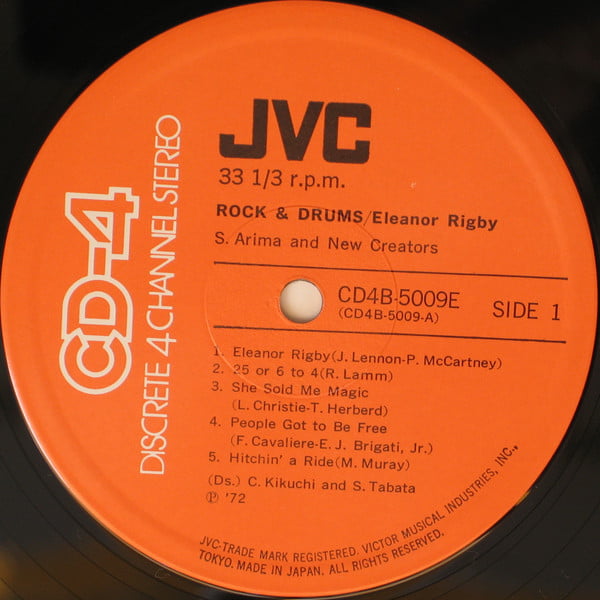 JVC
33 1/3 r.p.m.
ROCK & DRUMS/Eleanor Rigby
S. Arima and New Creators
CD-4
DISCRETE 4 CHANNEL STEREO
CD4B-5009E
(CD4B-5009-A)
SIDE 1
1. Eleanor Rigby(J. Lennon-P. McCartney)
2. 25 or 6 to 4(R. Lamm)
3. She Sold Me Magic
(L. Christie-T. Herberd)
4. People Got to Be Free
(F. Cavaliere-E. J. Brigati, Jr.)
5. Hitchin' a Ride(M. Muray)
(Ds.) C. Kikuchi and S. Tabata
℗ '72
JVC-TRADE MARK REGISTERED. VICTOR MUSICAL INDUSTRIES, INC.,
TOKYO. MADE IN JAPAN. ALL RIGHTS RESERVED.